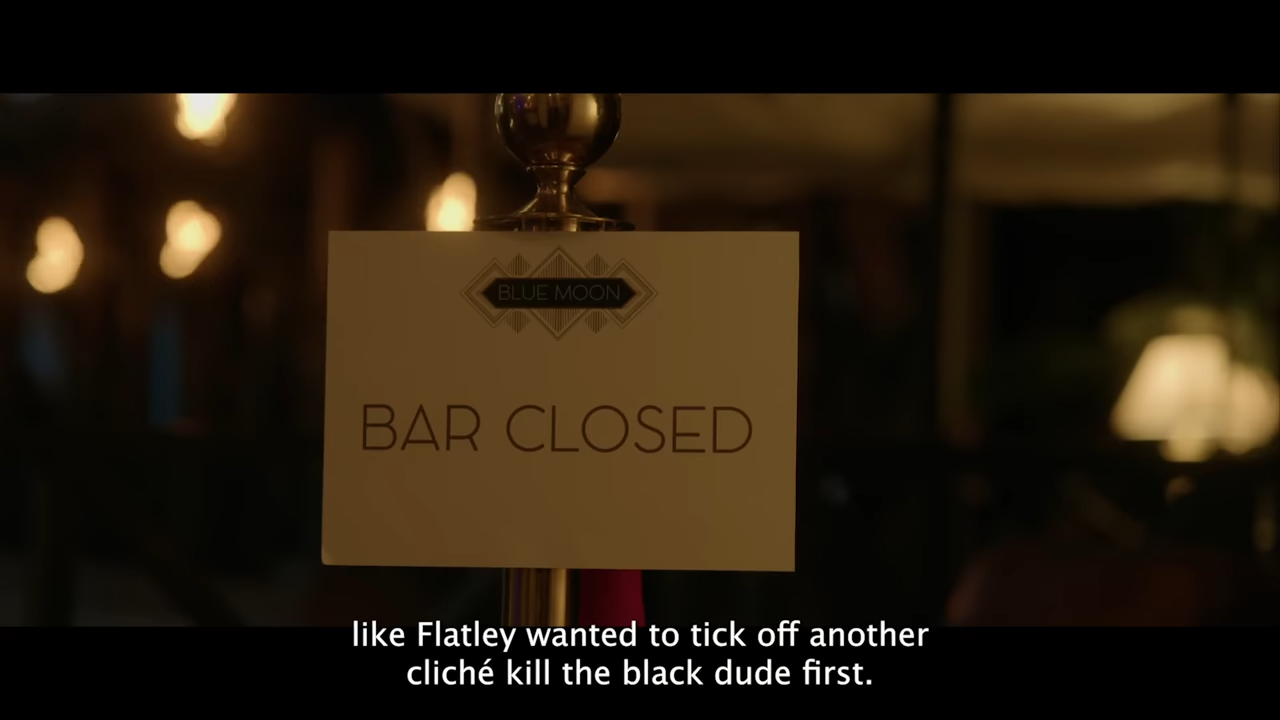 BLUE MOON
BAR CLOSED
like Flatley wanted to tick off another
cliché kill the black dude first.